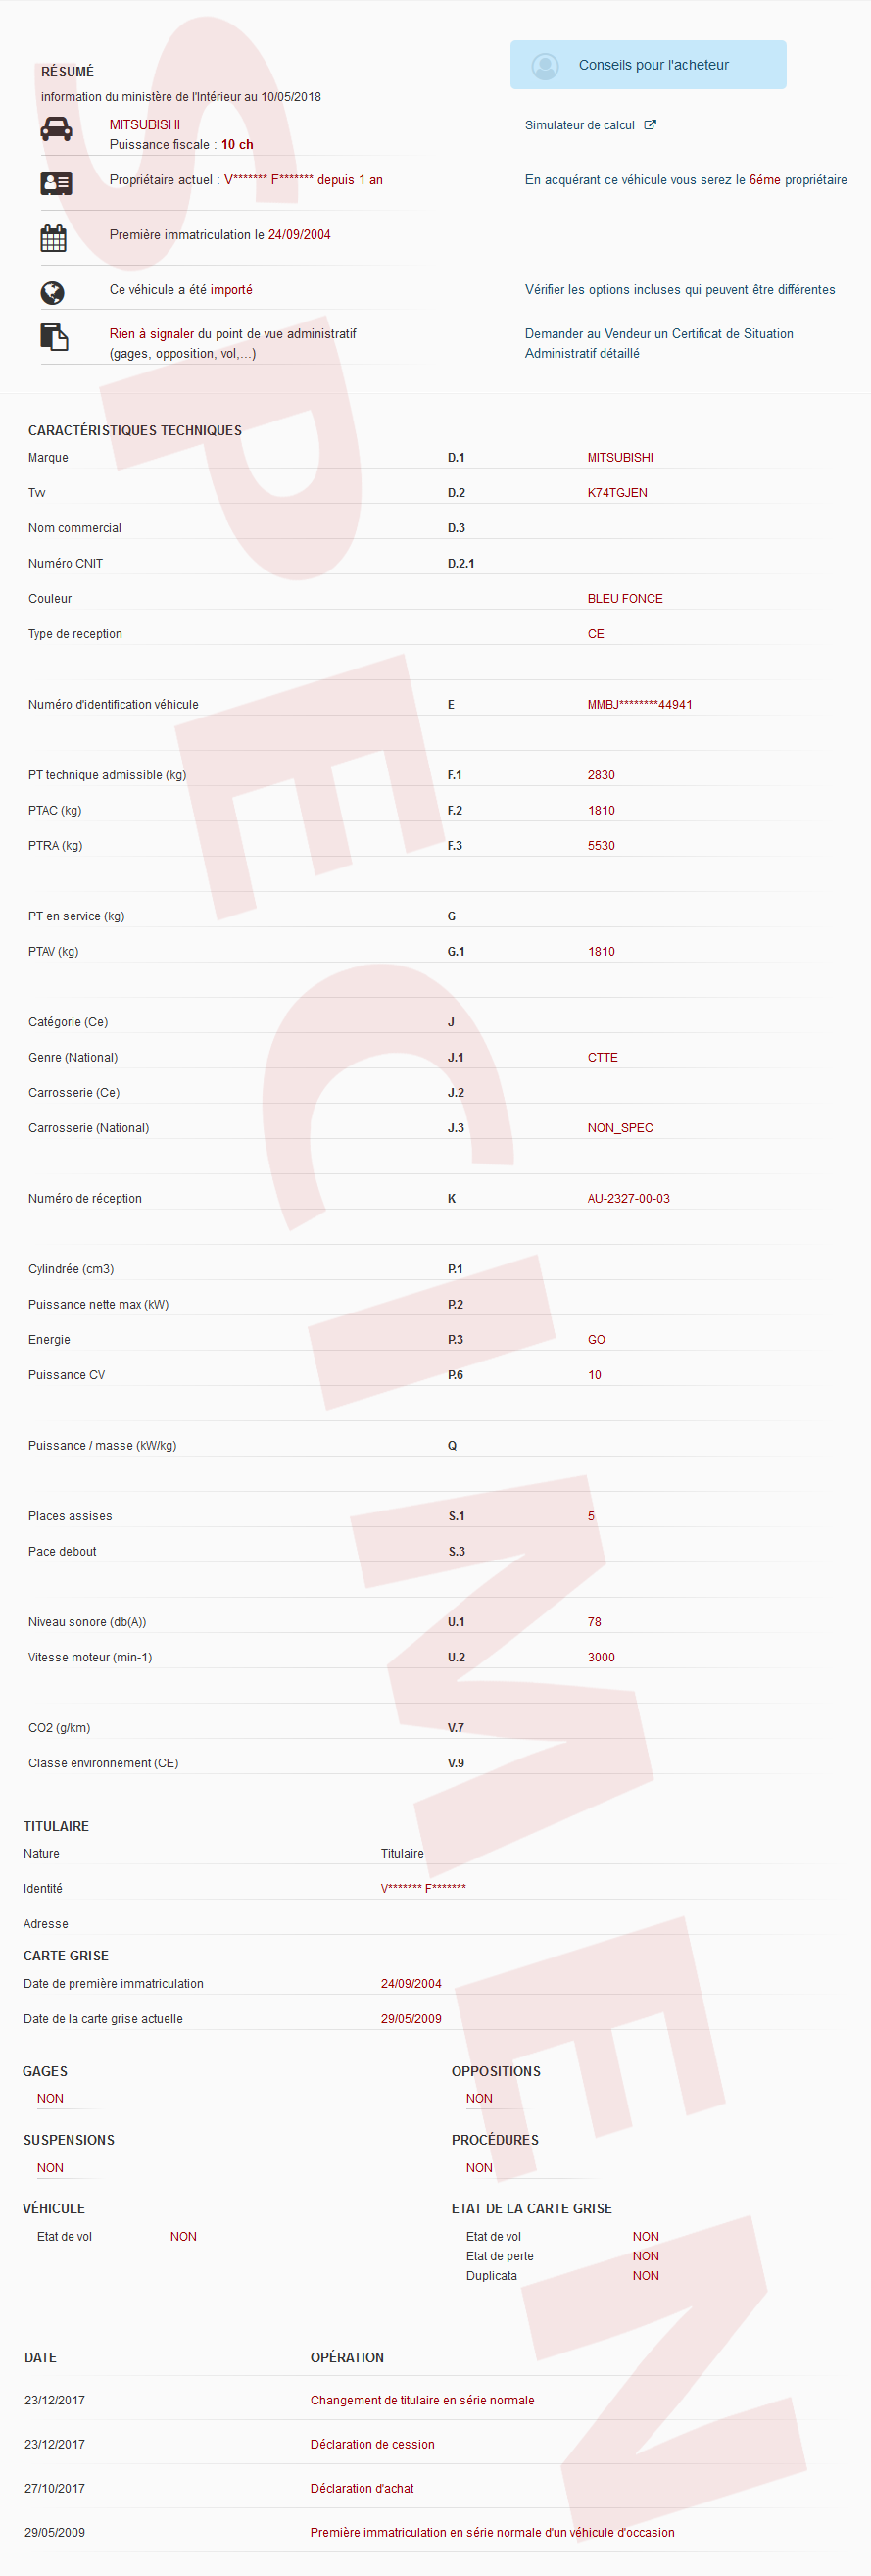 RÉSUMÉ
Conseils pour l'acheteur
information du ministère de l'Intérieur au 10/05/2018
MITSUBISHI
Puissance fiscale : 10 ch
Simulateur de calcul
Propriétaire actuel : V******* F******* depuis 1 an
En acquérant ce véhicule vous serez le 6éme propriétaire
Première immatriculation le 24/09/2004
Ce véhicule a été importé
Vérifier les options incluses qui peuvent être différentes
Rien à signaler du point de vue administratif
(gages, opposition, vol,...)
Demander au Vendeur un Certificat de Situation
Administratif détaillé
CARACTÉRISTIQUES TECHNIQUES
Marque D.1 MITSUBISHI
Tvv D.2 K74TGJEN
Nom commercial D.3
Numéro CNIT D.2.1
Couleur BLEU FONCE
Type de reception CE
Numéro d'identification véhicule E MMBJ********44941
PT technique admissible (kg) F.1 2830
PTAC (kg) F.2 1810
PTRA (kg) F.3 5530
PT en service (kg) G
PTAV (kg) G.1 1810
Catégorie (Ce) J
Genre (National) J.1 CTTE
Carrosserie (Ce) J.2
Carrosserie (National) J.3 NON_SPEC
Numéro de réception K AU-2327-00-03
Cylindrée (cm3) P.1
Puissance nette max (kW) P.2
Energie P.3 GO
Puissance CV P.6 10
Puissance / masse (kW/kg) Q
Places assises S.1 5
Pace debout S.3
Niveau sonore (db(A)) U.1 78
Vitesse moteur (min-1) U.2 3000
CO2 (g/km) V.7
Classe environnement (CE) V.9
TITULAIRE
Nature Titulaire
Identité V******* F*******
Adresse
CARTE GRISE
Date de première immatriculation 24/09/2004
Date de la carte grise actuelle 29/05/2009
GAGES OPPOSITIONS
NON NON
SUSPENSIONS PROCÉDURES
NON NON
VÉHICULE ETAT DE LA CARTE GRISE
Etat de vol NON Etat de vol NON
Etat de perte NON
Duplicata NON
DATE OPÉRATION
23/12/2017 Changement de titulaire en série normale
23/12/2017 Déclaration de cession
27/10/2017 Déclaration d'achat
29/05/2009 Première immatriculation en série normale d'un véhicule d'occasion
SPECIMEN